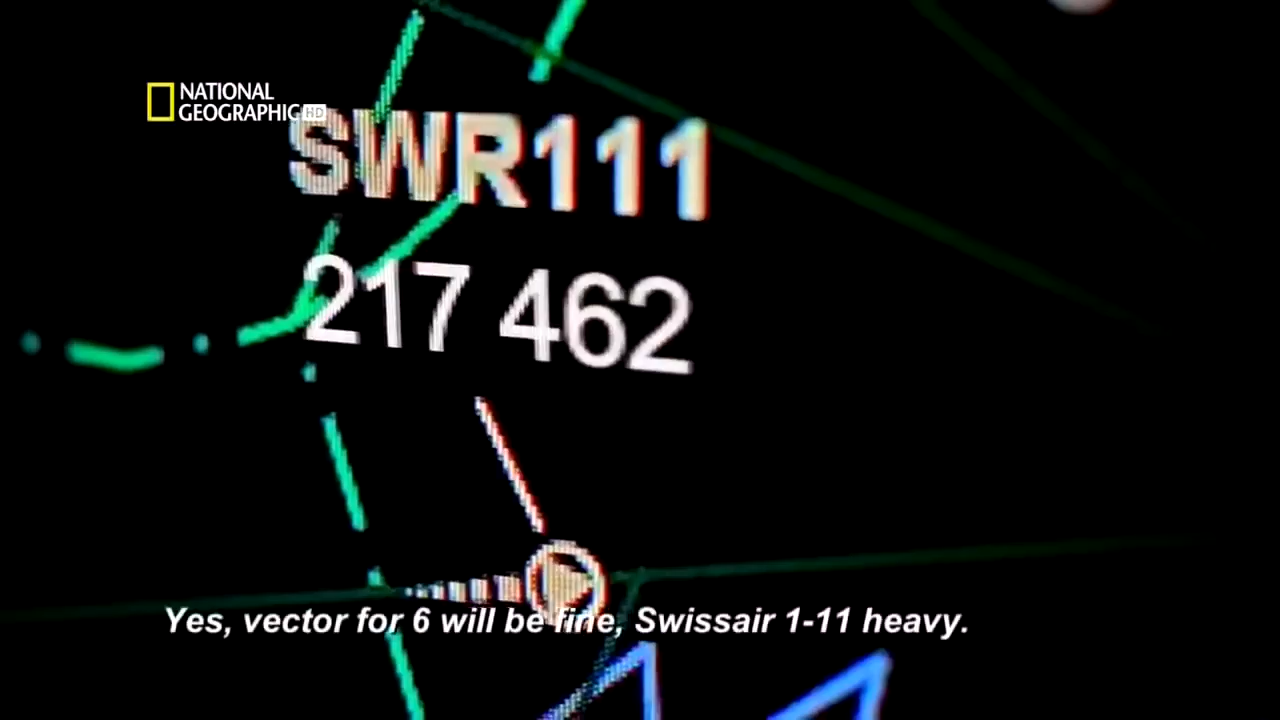 NATIONAL
GEOGRAPHIC HD
SWR111
217 462
Yes, vector for 6 will be fine, Swissair 1-11 heavy.